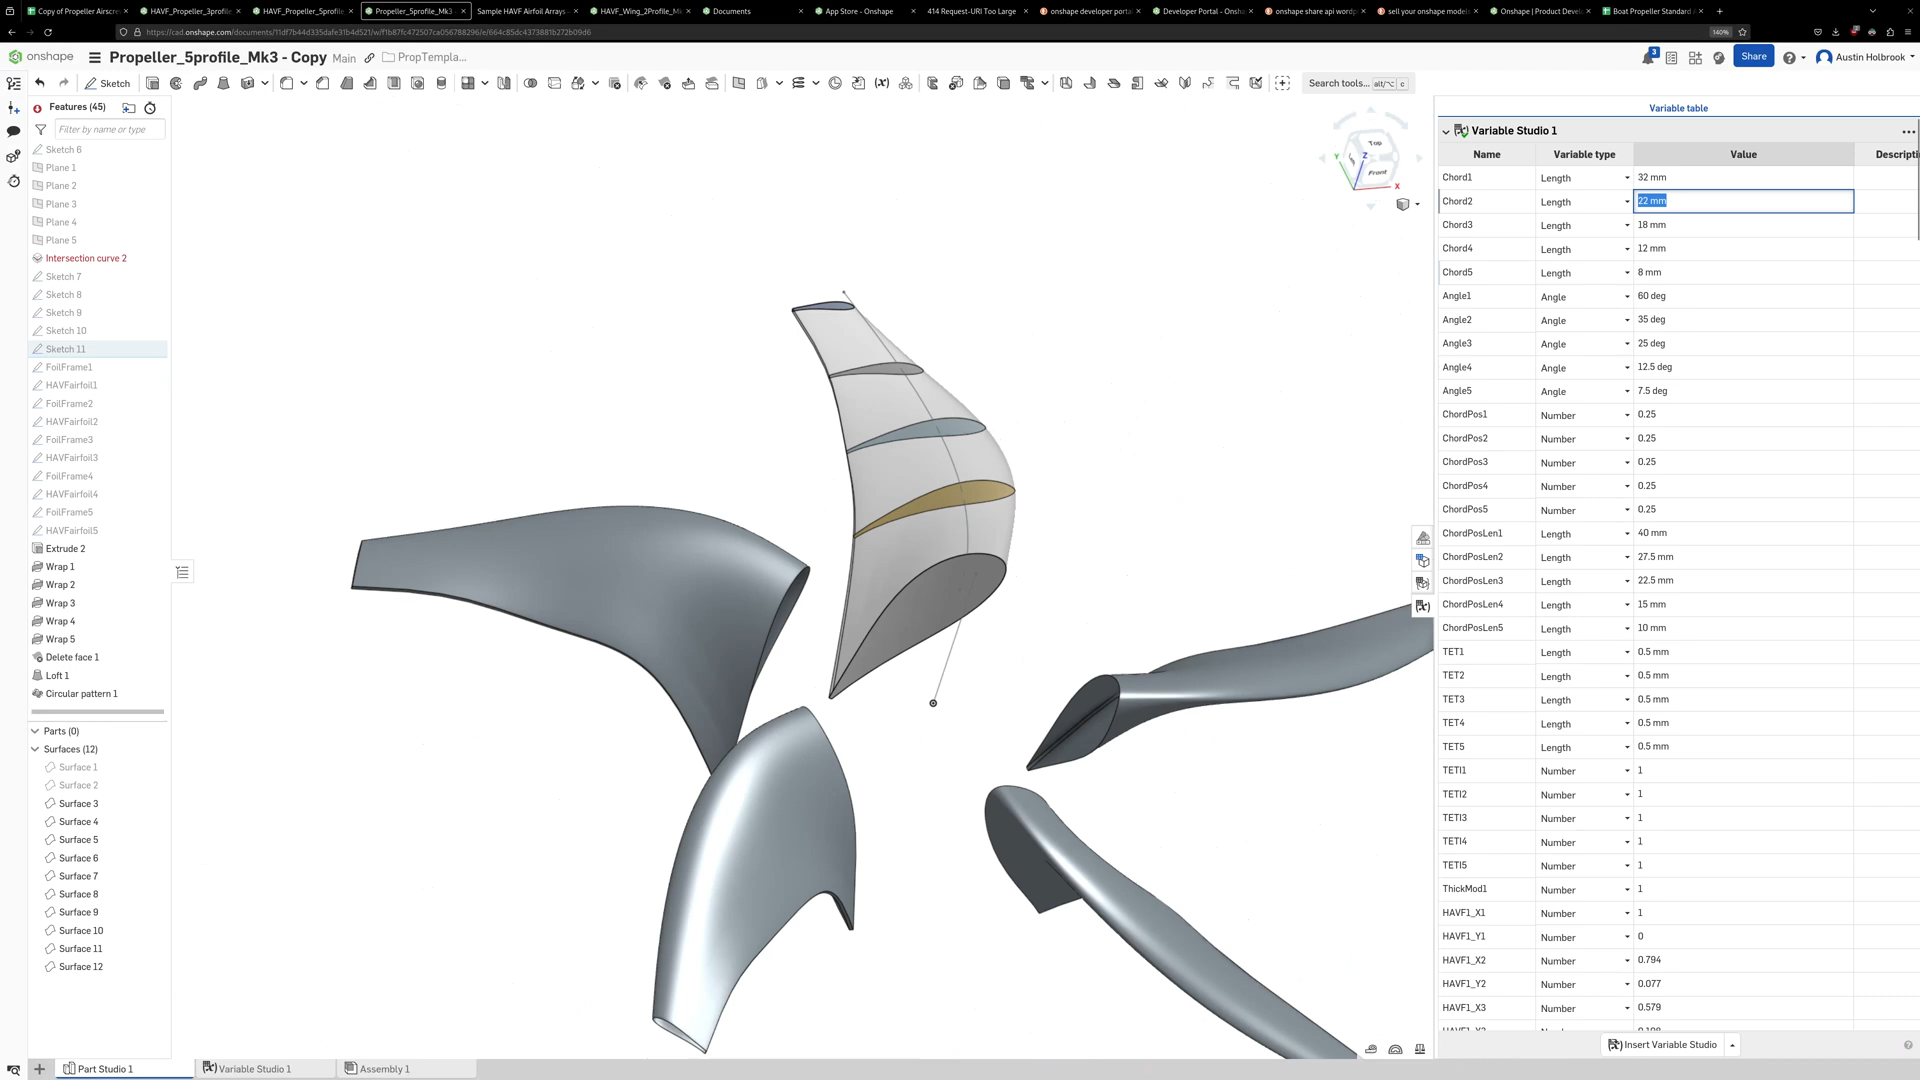 Copy of Propeller Airscre
HAVF_Propeller_3profile
HAVF_Propeller_5profile
Propeller_5profile_Mk3
Sample HAVF Airfoil Arrays
HAVF_Wing_2Profile_Mk
Documents
App Store - Onshape
414 Request-URI Too Large
onshape developer portal
Developer Portal - Onsha
onshape share api wordp
sell your onshape models
Onshape | Product Devel
Boat Propeller Standard
https://cad.onshape.com/documents/11df7b44d335dafe31b4d521/w/f1b87fc472507ca056788296/e/664c85dc4373881b272b09d6
140%
onshape
Propeller_5profile_Mk3 - Copy
Main
PropTempla...
3
Share
Austin Holbrook
Sketch
Search tools...
alt/⌥
c
Features (45)
Filter by name or type
Sketch 6
Plane 1
Plane 2
Plane 3
Plane 4
Plane 5
Intersection curve 2
Sketch 7
Sketch 8
Sketch 9
Sketch 10
Sketch 11
FoilFrame1
HAVFairfoil1
FoilFrame2
HAVFairfoil2
FoilFrame3
HAVFairfoil3
FoilFrame4
HAVFairfoil4
FoilFrame5
HAVFairfoil5
Extrude 2
Wrap 1
Wrap 2
Wrap 3
Wrap 4
Wrap 5
Delete face 1
Loft 1
Circular pattern 1
Parts (0)
Surfaces (12)
Surface 1
Surface 2
Surface 3
Surface 4
Surface 5
Surface 6
Surface 7
Surface 8
Surface 9
Surface 10
Surface 11
Surface 12
Top
Front
Z
Y
X
Variable table
Variable Studio 1
Name Variable type Value Descripti
Chord1 Length 32 mm
Chord2 Length 22 mm
Chord3 Length 18 mm
Chord4 Length 12 mm
Chord5 Length 8 mm
Angle1 Angle 60 deg
Angle2 Angle 35 deg
Angle3 Angle 25 deg
Angle4 Angle 12.5 deg
Angle5 Angle 7.5 deg
ChordPos1 Number 0.25
ChordPos2 Number 0.25
ChordPos3 Number 0.25
ChordPos4 Number 0.25
ChordPos5 Number 0.25
ChordPosLen1 Length 40 mm
ChordPosLen2 Length 27.5 mm
ChordPosLen3 Length 22.5 mm
ChordPosLen4 Length 15 mm
ChordPosLen5 Length 10 mm
TET1 Length 0.5 mm
TET2 Length 0.5 mm
TET3 Length 0.5 mm
TET4 Length 0.5 mm
TET5 Length 0.5 mm
TETI1 Number 1
TETI2 Number 1
TETI3 Number 1
TETI4 Number 1
TETI5 Number 1
ThickMod1 Number 1
HAVF1_X1 Number 1
HAVF1_Y1 Number 0
HAVF1_X2 Number 0.794
HAVF1_Y2 Number 0.077
HAVF1_X3 Number 0.579
Insert Variable Studio
Part Studio 1
Variable Studio 1
Assembly 1